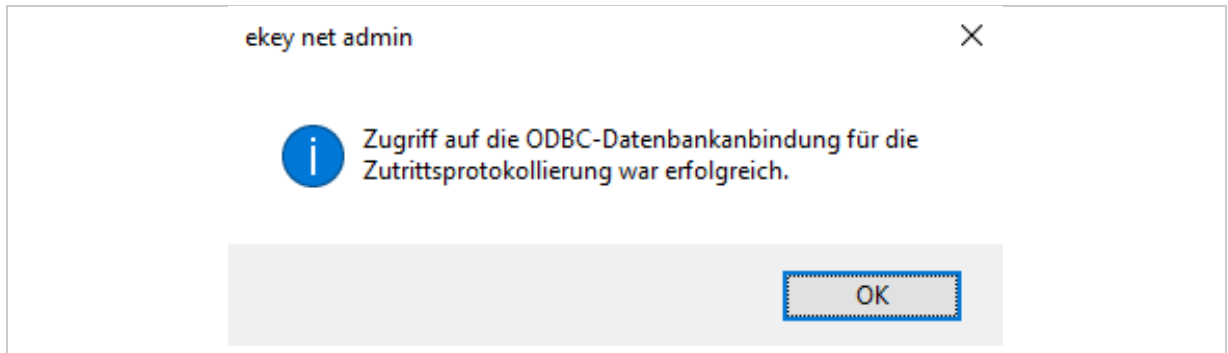 ekey net admin
Zugriff auf die ODBC-Datenbankanbindung für die
Zutrittsprotokollierung war erfolgreich.
OK